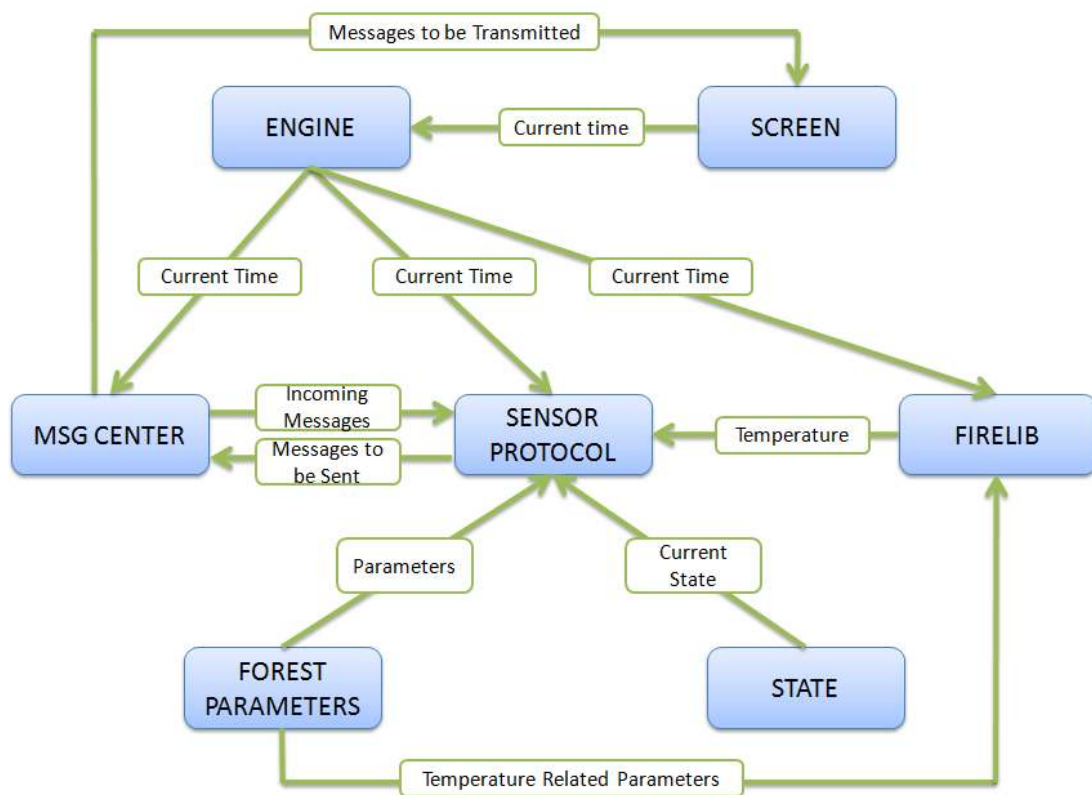 Messages to be Transmitted
ENGINE
Current time
SCREEN
Current Time
Current Time
Current Time
MSG CENTER
Incoming
Messages
Messages to
be Sent
SENSOR
PROTOCOL
Temperature
FIRELIB
Parameters
Current
State
FOREST
PARAMETERS
STATE
Temperature Related Parameters